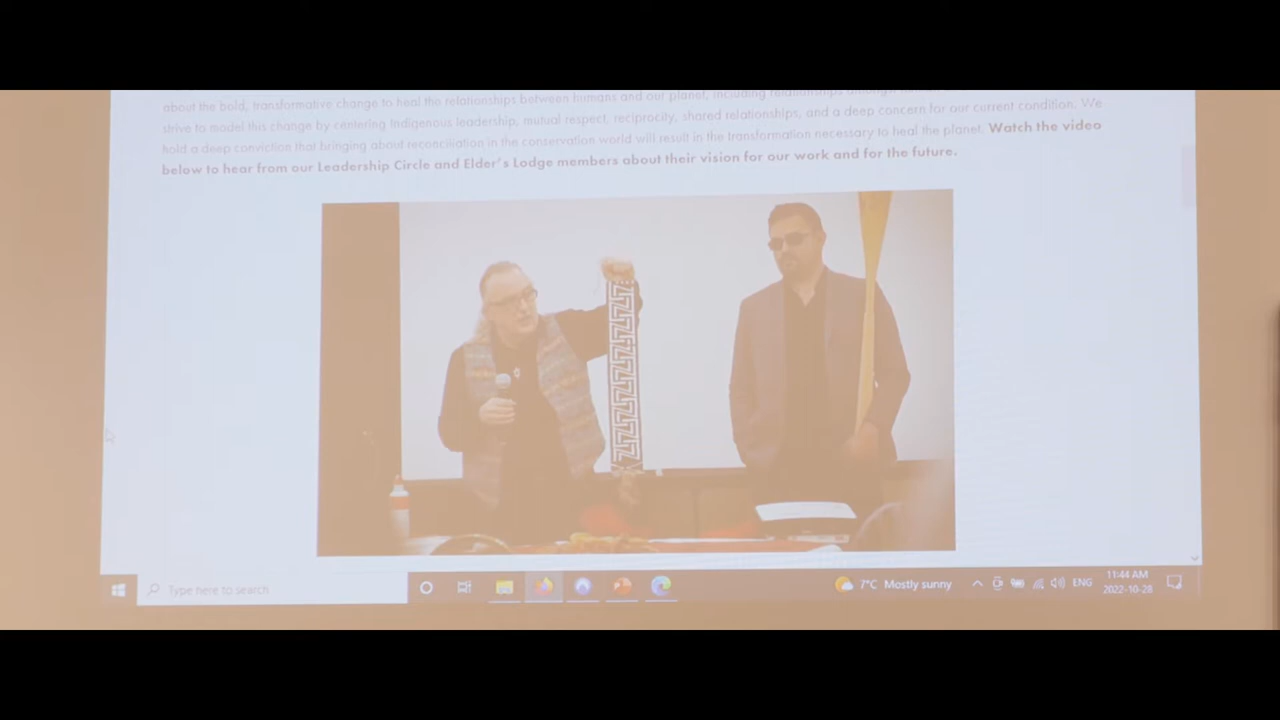 about the bold, transformative change to heal the relationships between humans and our planet, including relationships
strive to model this change by centering Indigenous leadership, mutual respect, reciprocity, shared relationships, and a deep concern for our current condition. We
hold a deep conviction that bringing about reconciliation in the conservation world will result in the transformation necessary to heal the planet. Watch the video
below to hear from our Leadership Circle and Elder's Lodge members about their vision for our work and for the future.
Type here to search
7°C Mostly sunny
ENG
11:44 AM
2022-10-28